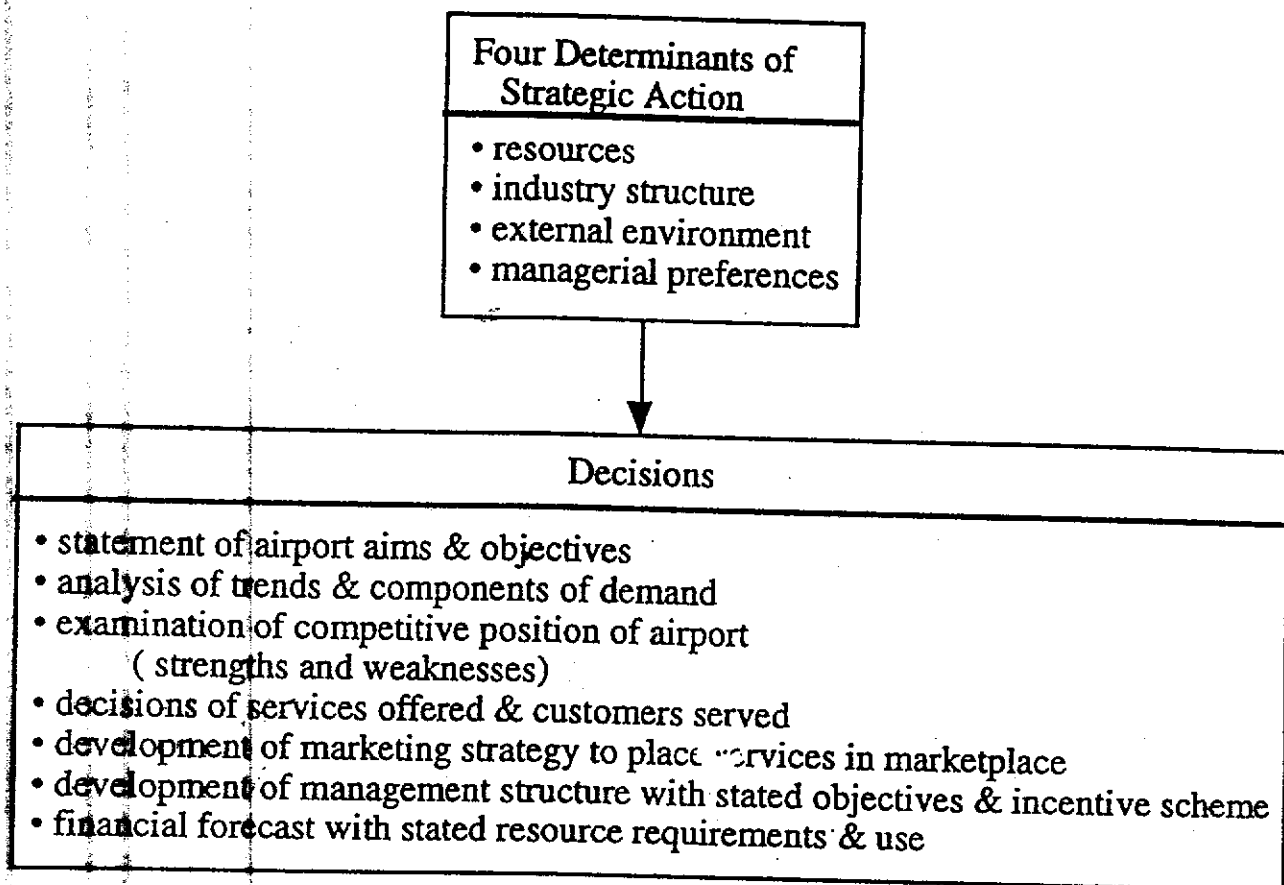 Four Determinants of
Strategic Action
• resources
• industry structure
• external environment
• managerial preferences
Decisions
• statement of airport aims & objectives
• analysis of trends & components of demand
• examination of competitive position of airport
( strengths and weaknesses)
• decisions of services offered & customers served
• development of marketing strategy to place services in marketplace
• development of management structure with stated objectives & incentive scheme
• financial forecast with stated resource requirements & use